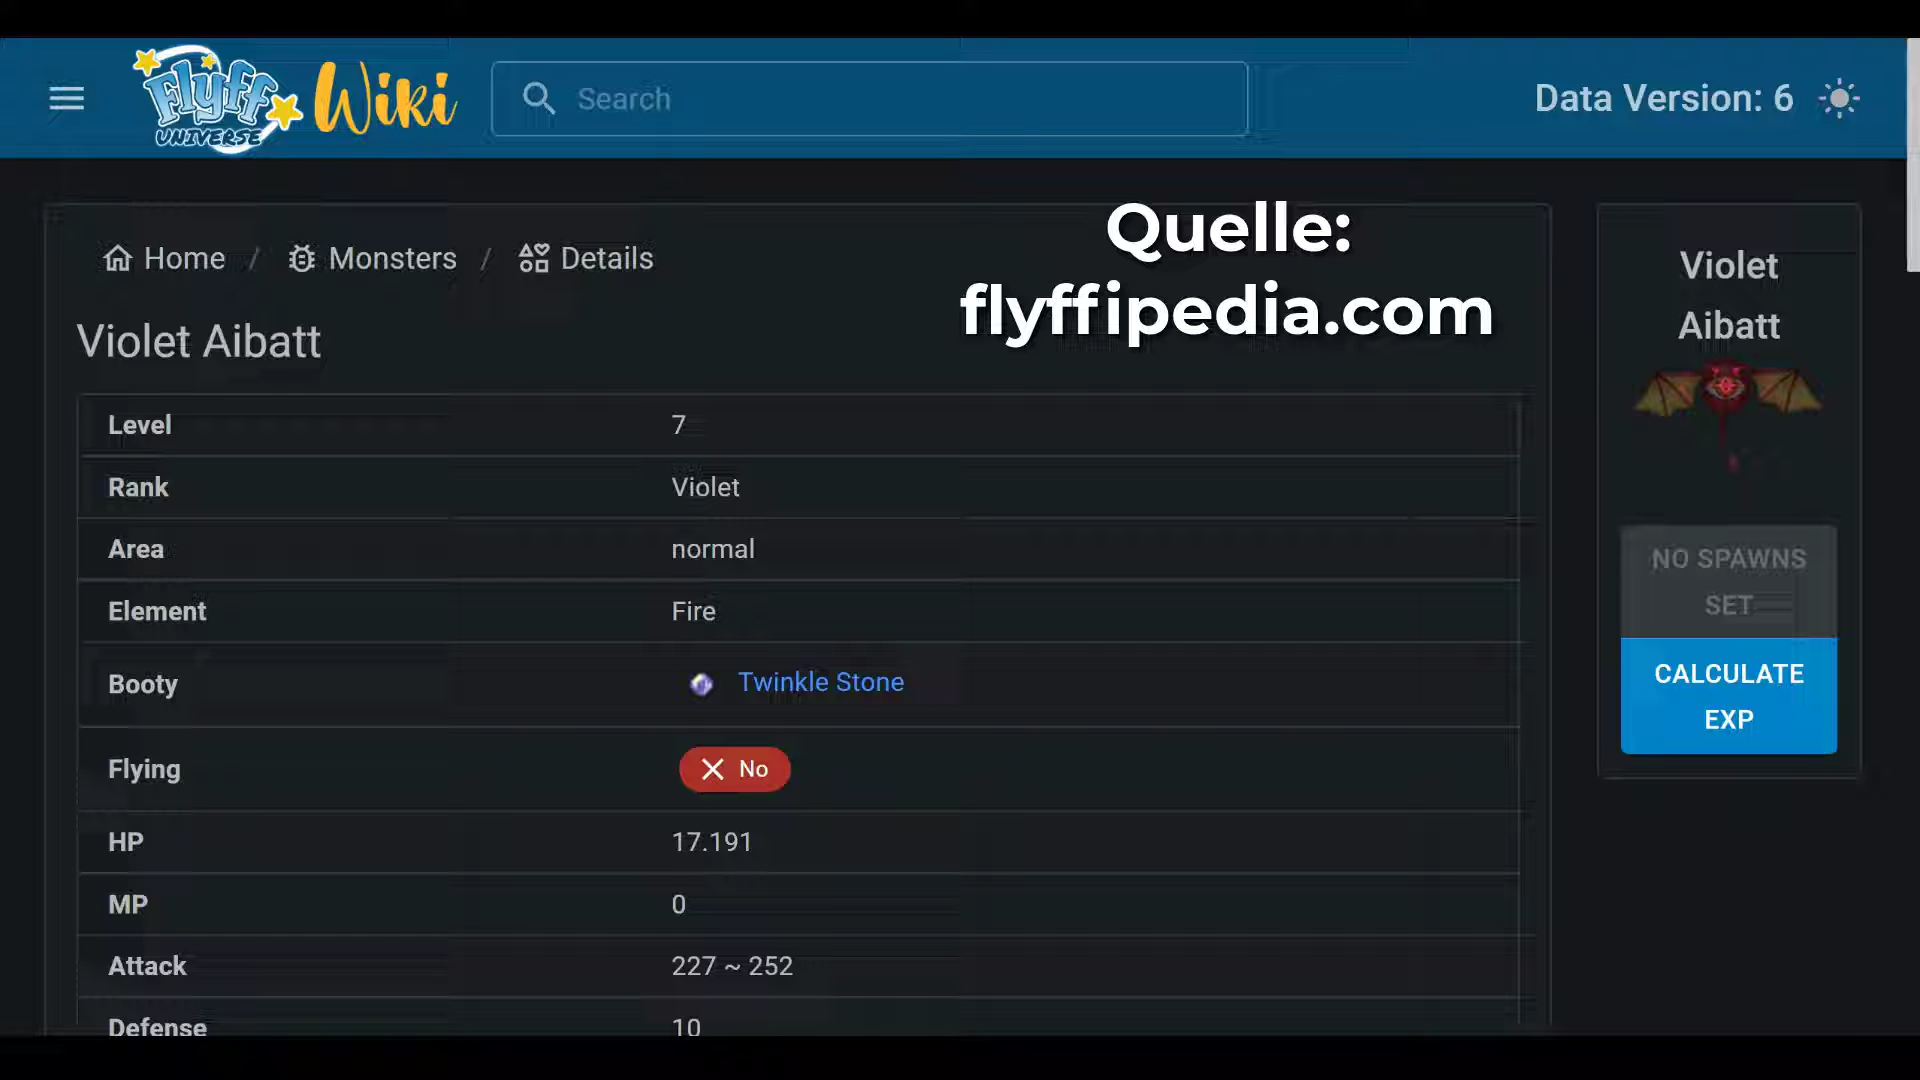 Flyff UNIVERSE Wiki
Search
Data Version: 6
Home / Monsters / Details
Quelle:
flyffipedia.com
Violet Aibatt
Level 7
Rank Violet
Area normal
Element Fire
Booty Twinkle Stone
Flying No
HP 17.191
MP 0
Attack 227 ~ 252
Defense 10
Violet
Aibatt
NO SPAWNS
SET
CALCULATE
EXP